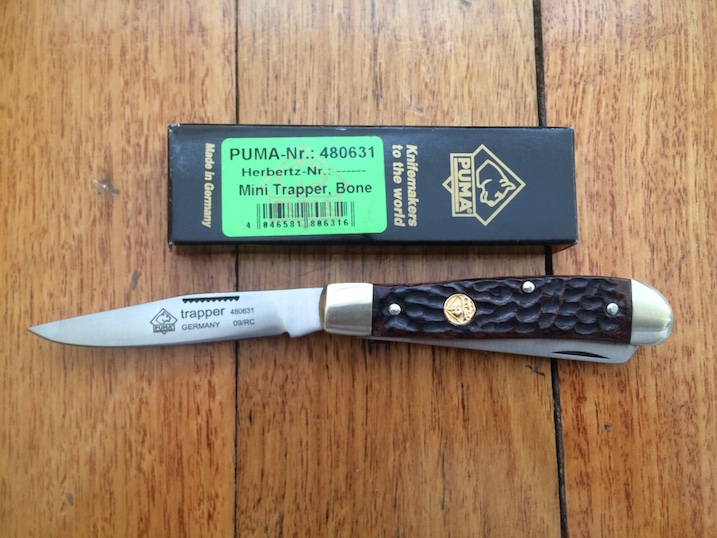 PUMA-Nr.: 480631
Herbertz-Nr.: ------
Mini Trapper, Bone
4 046581 806316
Made in Germany
Knifemakers
to the world
PUMA®
trapper 480631
PUMA
GERMANY 09/RC